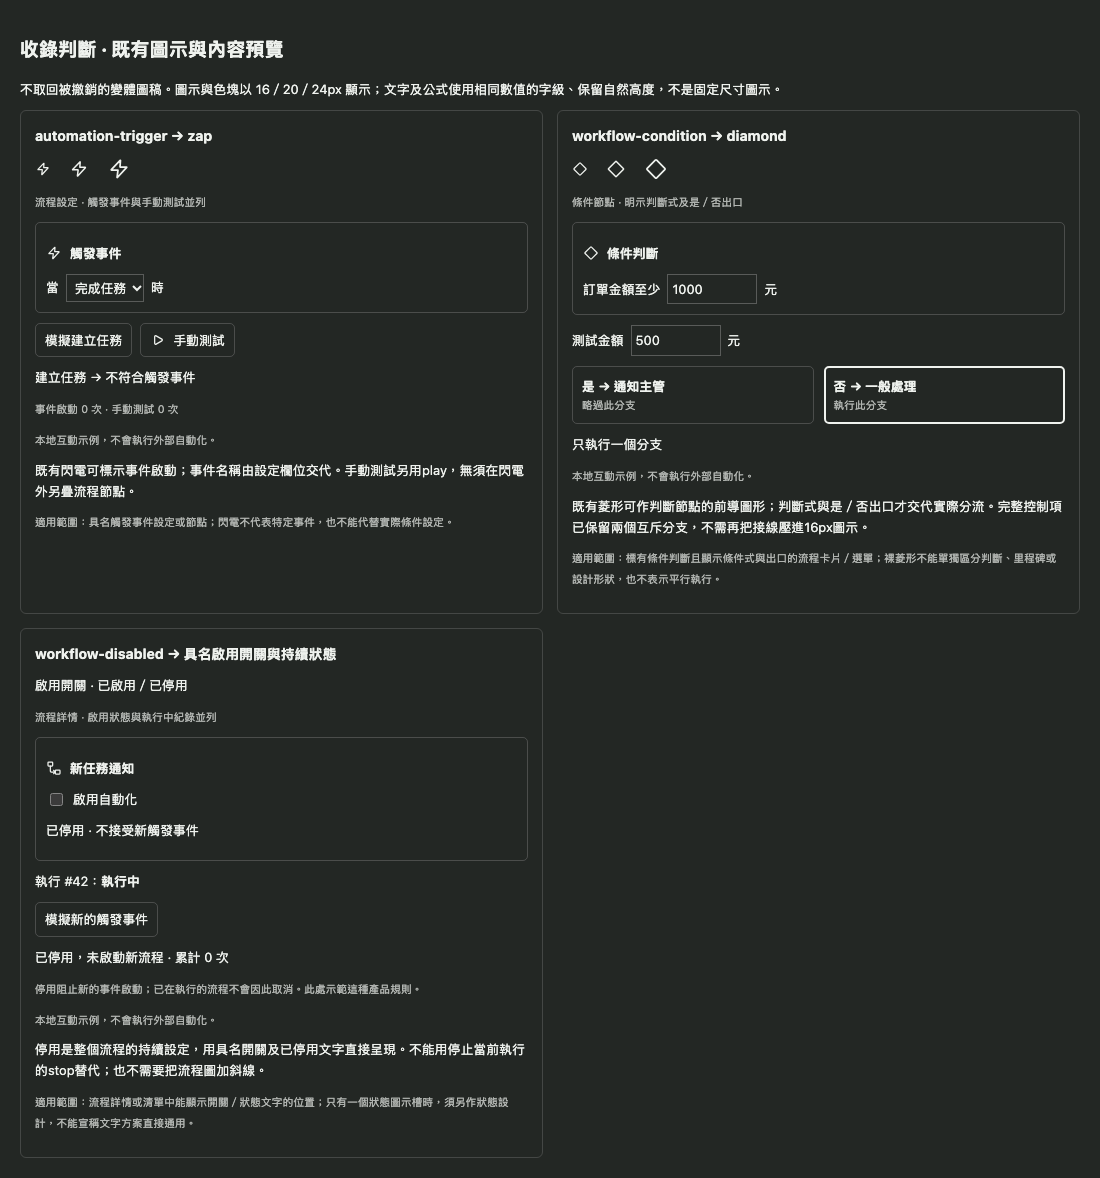 收錄判斷 · 既有圖示與內容預覽
不取回被撤銷的變體圖稿。圖示與色塊以 16 / 20 / 24px 顯示；文字及公式使用相同數值的字級、保留自然高度，不是固定尺寸圖示。
automation-trigger → zap
流程設定 · 觸發事件與手動測試並列
觸發事件
當 完成任務 時
模擬建立任務 手動測試
建立任務 → 不符合觸發事件
事件啟動 0 次 · 手動測試 0 次
本地互動示例，不會執行外部自動化。
既有閃電可標示事件啟動；事件名稱由設定欄位交代。手動測試另用play，無須在閃電
外另疊流程節點。
適用範圍：具名觸發事件設定或節點；閃電不代表特定事件，也不能代替實際條件設定。
workflow-condition → diamond
條件節點 · 明示判斷式及是 / 否出口
條件判斷
訂單金額至少 1000 元
測試金額 500 元
是 → 通知主管
略過此分支
否 → 一般處理
執行此分支
只執行一個分支
本地互動示例，不會執行外部自動化。
既有菱形可作判斷節點的前導圖形；判斷式與是 / 否出口才交代實際分流。完整控制項
已保留兩個互斥分支，不需再把接線壓進16px圖示。
適用範圍：標有條件判斷且顯示條件式與出口的流程卡片 / 選單；裸菱形不能單獨區分判斷、里程碑或
設計形狀，也不表示平行執行。
workflow-disabled → 具名啟用開關與持續狀態
啟用開關 · 已啟用 / 已停用
流程詳情 · 啟用狀態與執行中紀錄並列
新任務通知
啟用自動化
已停用 · 不接受新觸發事件
執行 #42：執行中
模擬新的觸發事件
已停用，未啟動新流程 · 累計 0 次
停用阻止新的事件啟動；已在執行的流程不會因此取消。此處示範這種產品規則。
本地互動示例，不會執行外部自動化。
停用是整個流程的持續設定，用具名開關及已停用文字直接呈現。不能用停止當前執行
的stop替代；也不需要把流程圖加斜線。
適用範圍：流程詳情或清單中能顯示開關 / 狀態文字的位置；只有一個狀態圖示槽時，須另作狀態設
計，不能宣稱文字方案直接通用。